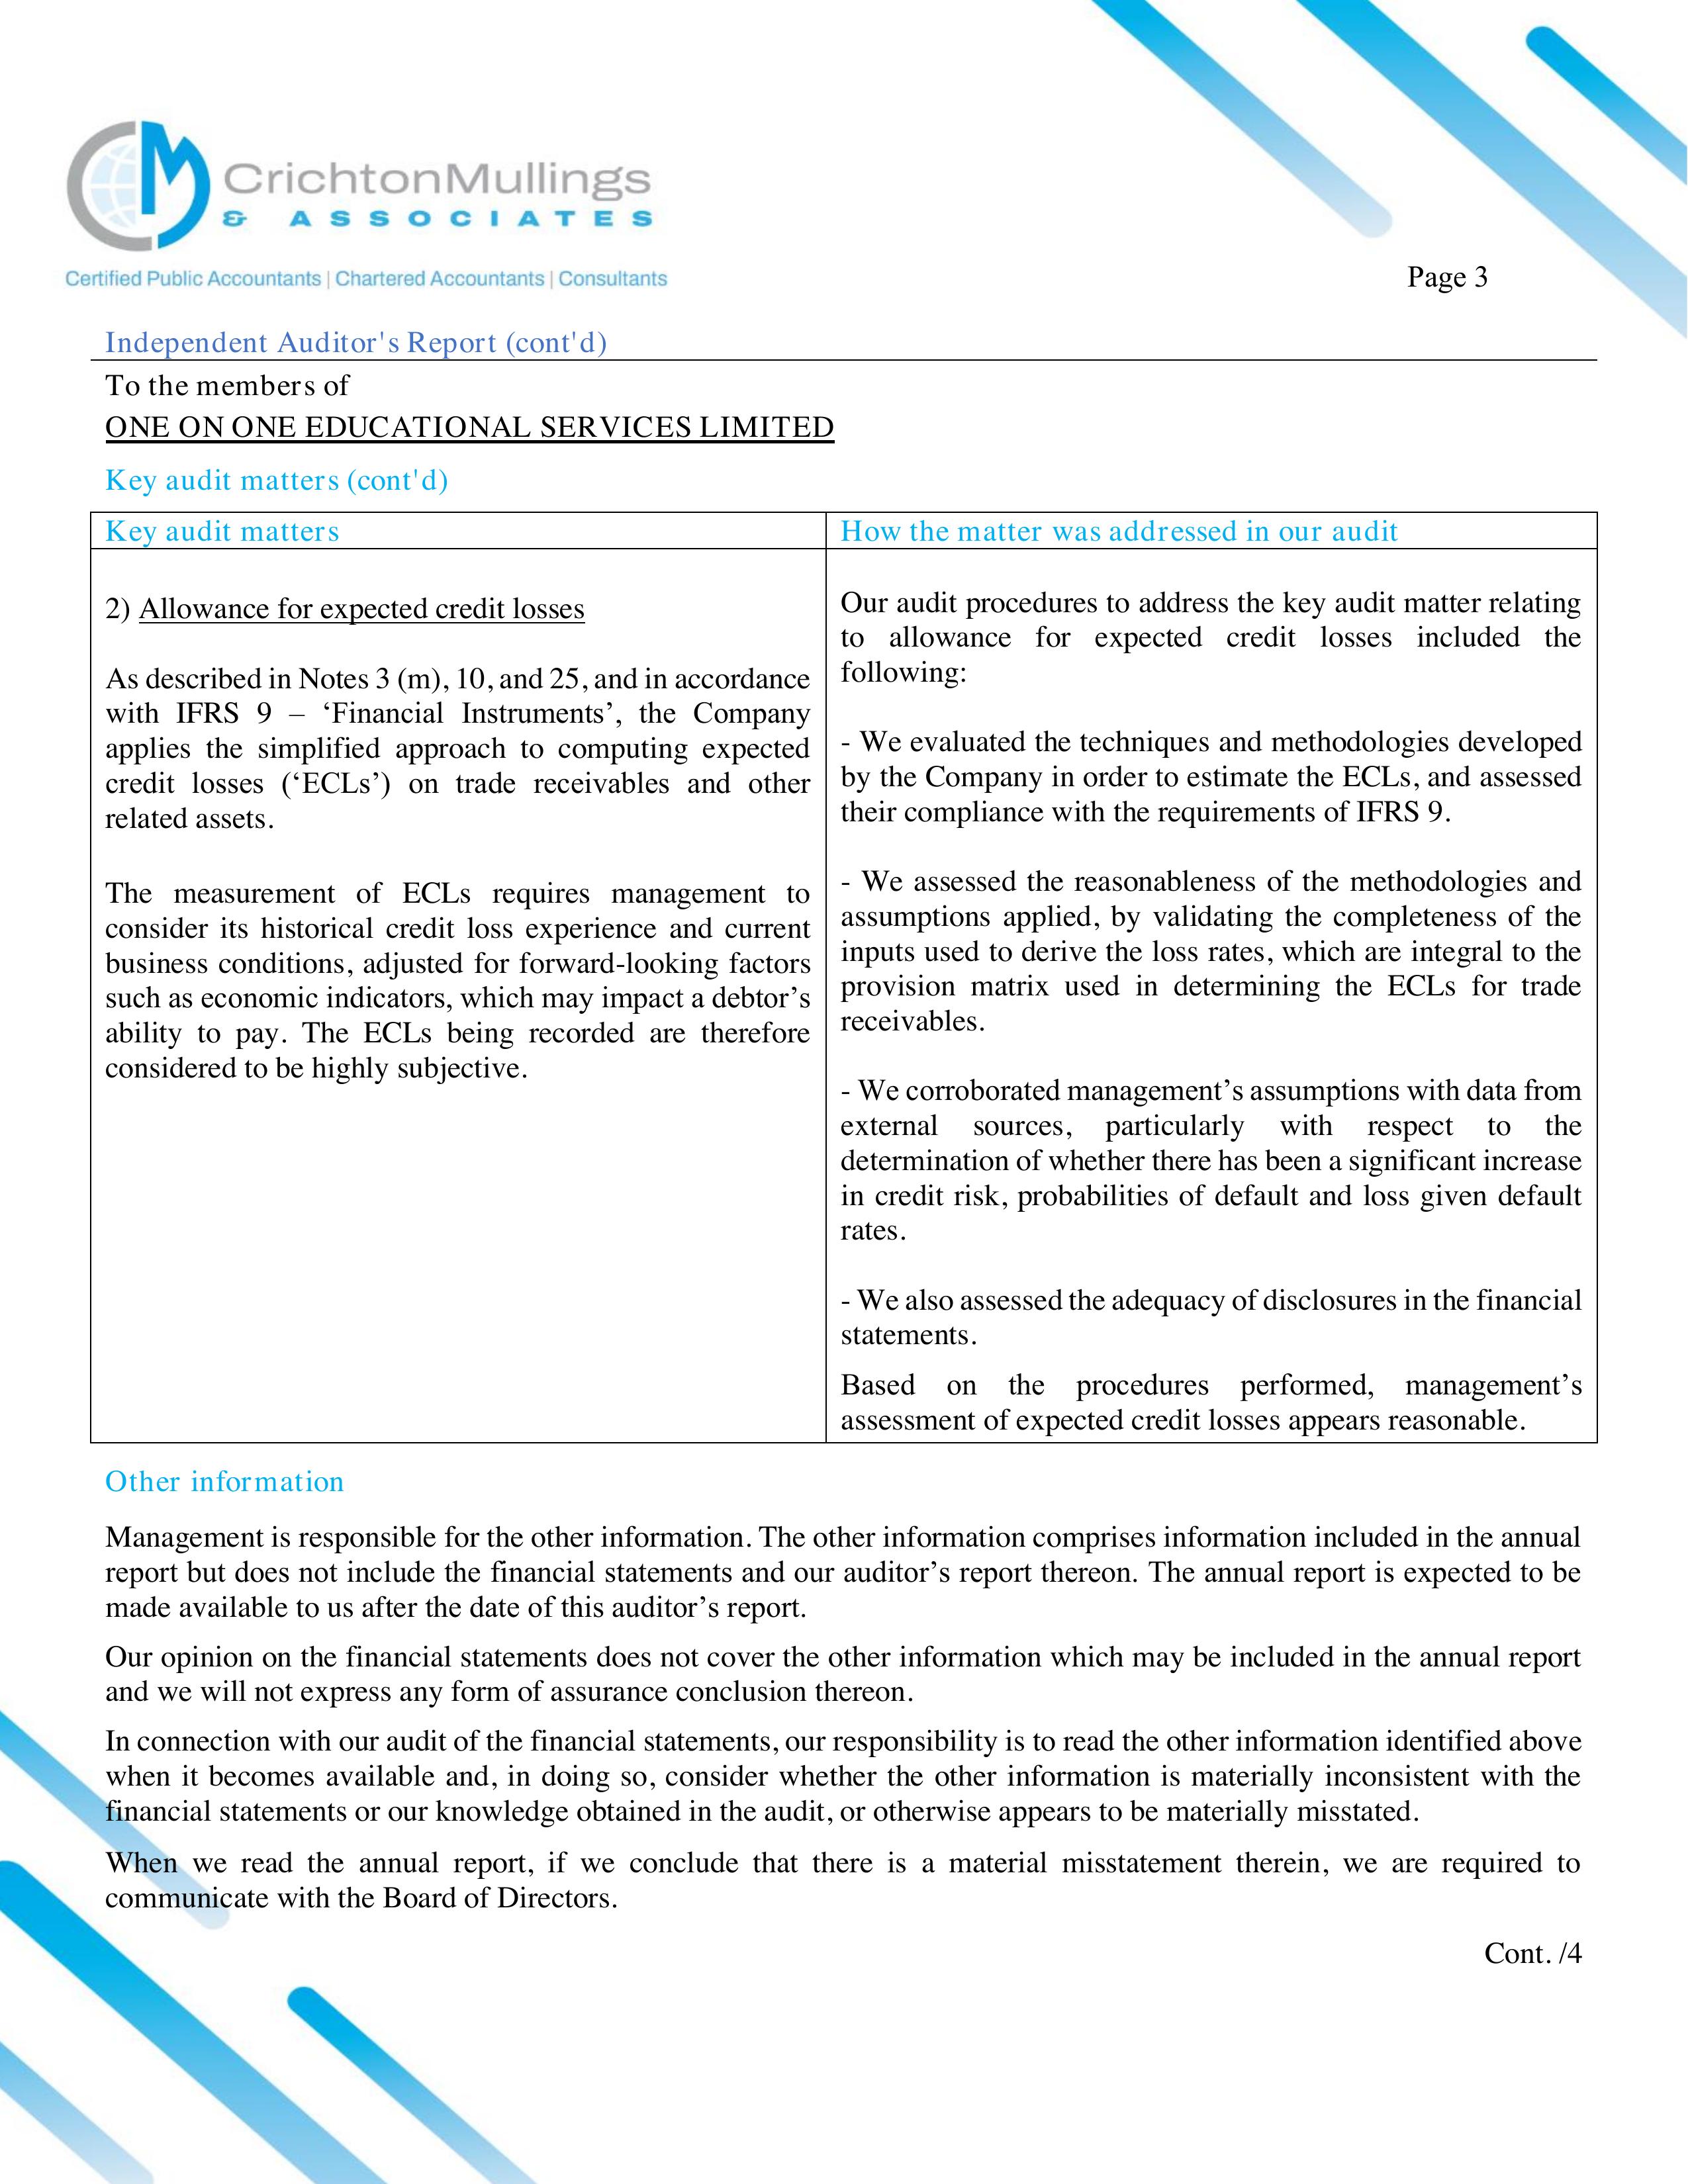 CrichtonMullings
& ASSOCIATES
Certified Public Accountants | Chartered Accountants | Consultants
Page 3
Independent Auditor's Report (cont'd)
To the members of
ONE ON ONE EDUCATIONAL SERVICES LIMITED
Key audit matters (cont'd)
Key audit matters
2) Allowance for expected credit losses
As described in Notes 3 (m), 10, and 25, and in accordance
with IFRS 9 – ‘Financial Instruments’, the Company
applies the simplified approach to computing expected
credit losses (‘ECLs’) on trade receivables and other
related assets.
The measurement of ECLs requires management to
consider its historical credit loss experience and current
business conditions, adjusted for forward-looking factors
such as economic indicators, which may impact a debtor’s
ability to pay. The ECLs being recorded are therefore
considered to be highly subjective.
How the matter was addressed in our audit
Our audit procedures to address the key audit matter relating
to allowance for expected credit losses included the
following:
- We evaluated the techniques and methodologies developed
by the Company in order to estimate the ECLs, and assessed
their compliance with the requirements of IFRS 9.
- We assessed the reasonableness of the methodologies and
assumptions applied, by validating the completeness of the
inputs used to derive the loss rates, which are integral to the
provision matrix used in determining the ECLs for trade
receivables.
- We corroborated management’s assumptions with data from
external sources, particularly with respect to the
determination of whether there has been a significant increase
in credit risk, probabilities of default and loss given default
rates.
- We also assessed the adequacy of disclosures in the financial
statements.
Based on the procedures performed, management’s
assessment of expected credit losses appears reasonable.
Other information
Management is responsible for the other information. The other information comprises information included in the annual
report but does not include the financial statements and our auditor’s report thereon. The annual report is expected to be
made available to us after the date of this auditor’s report.
Our opinion on the financial statements does not cover the other information which may be included in the annual report
and we will not express any form of assurance conclusion thereon.
In connection with our audit of the financial statements, our responsibility is to read the other information identified above
when it becomes available and, in doing so, consider whether the other information is materially inconsistent with the
financial statements or our knowledge obtained in the audit, or otherwise appears to be materially misstated.
When we read the annual report, if we conclude that there is a material misstatement therein, we are required to
communicate with the Board of Directors.
Cont. /4